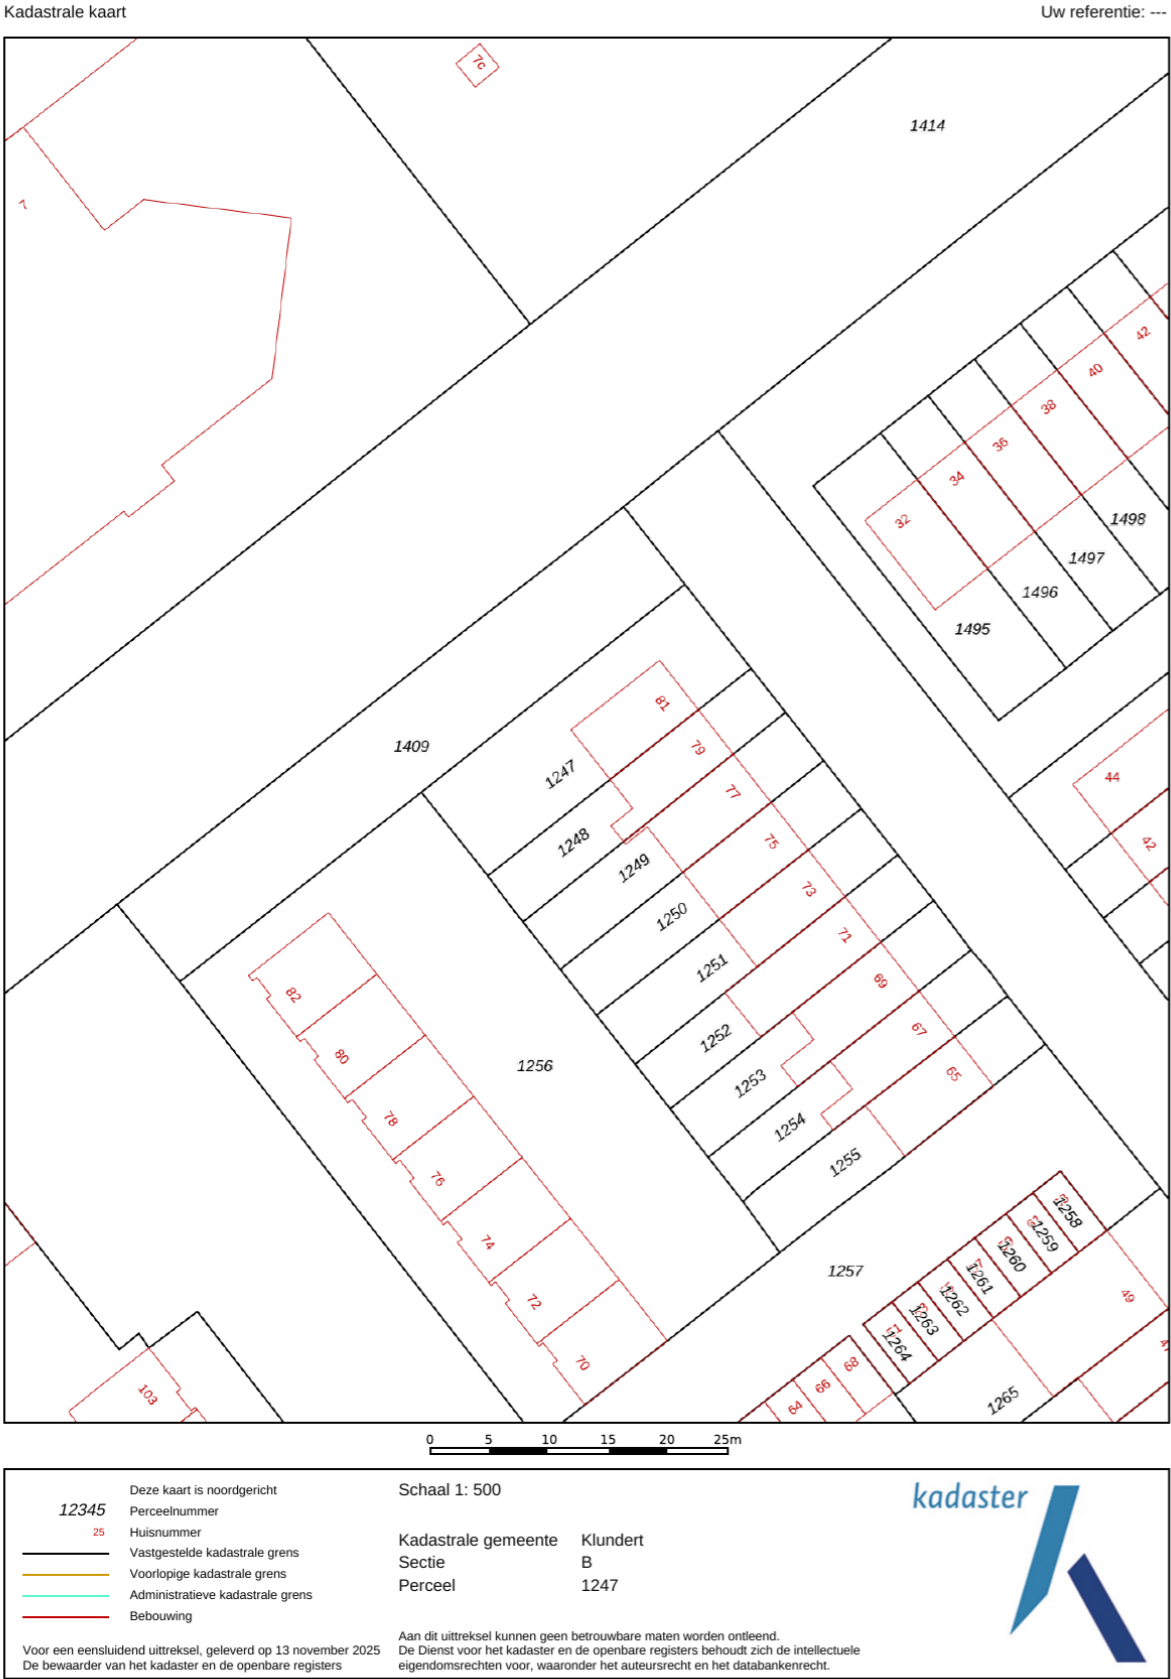 Kadastrale kaart
Uw referentie: ---
7c
1414
7
42
40
38
36
34
32
1498
1497
1496
1495
81
1409
79
1247
44
77
1248
75
42
1249
73
1250
71
1251
82
69
1252
67
80
1256
65
1253
78
1254
1255
76
1258
1259
74
1260
1257
1261
72
1262
49
1263
1264
70
68
66
64
103
1265
0 5 10 15 20 25m
Deze kaart is noordgericht
12345 Perceelnummer
25 Huisnummer
Vastgestelde kadastrale grens
Voorlopige kadastrale grens
Administratieve kadastrale grens
Bebouwing
Voor een eensluidend uittreksel, geleverd op 13 november 2025
De bewaarder van het kadaster en de openbare registers
Schaal 1: 500
Kadastrale gemeente Klundert
Sectie B
Perceel 1247
Aan dit uittreksel kunnen geen betrouwbare maten worden ontleend.
De Dienst voor het kadaster en de openbare registers behoudt zich de intellectuele
eigendomsrechten voor, waaronder het auteursrecht en het databankenrecht.
kadaster